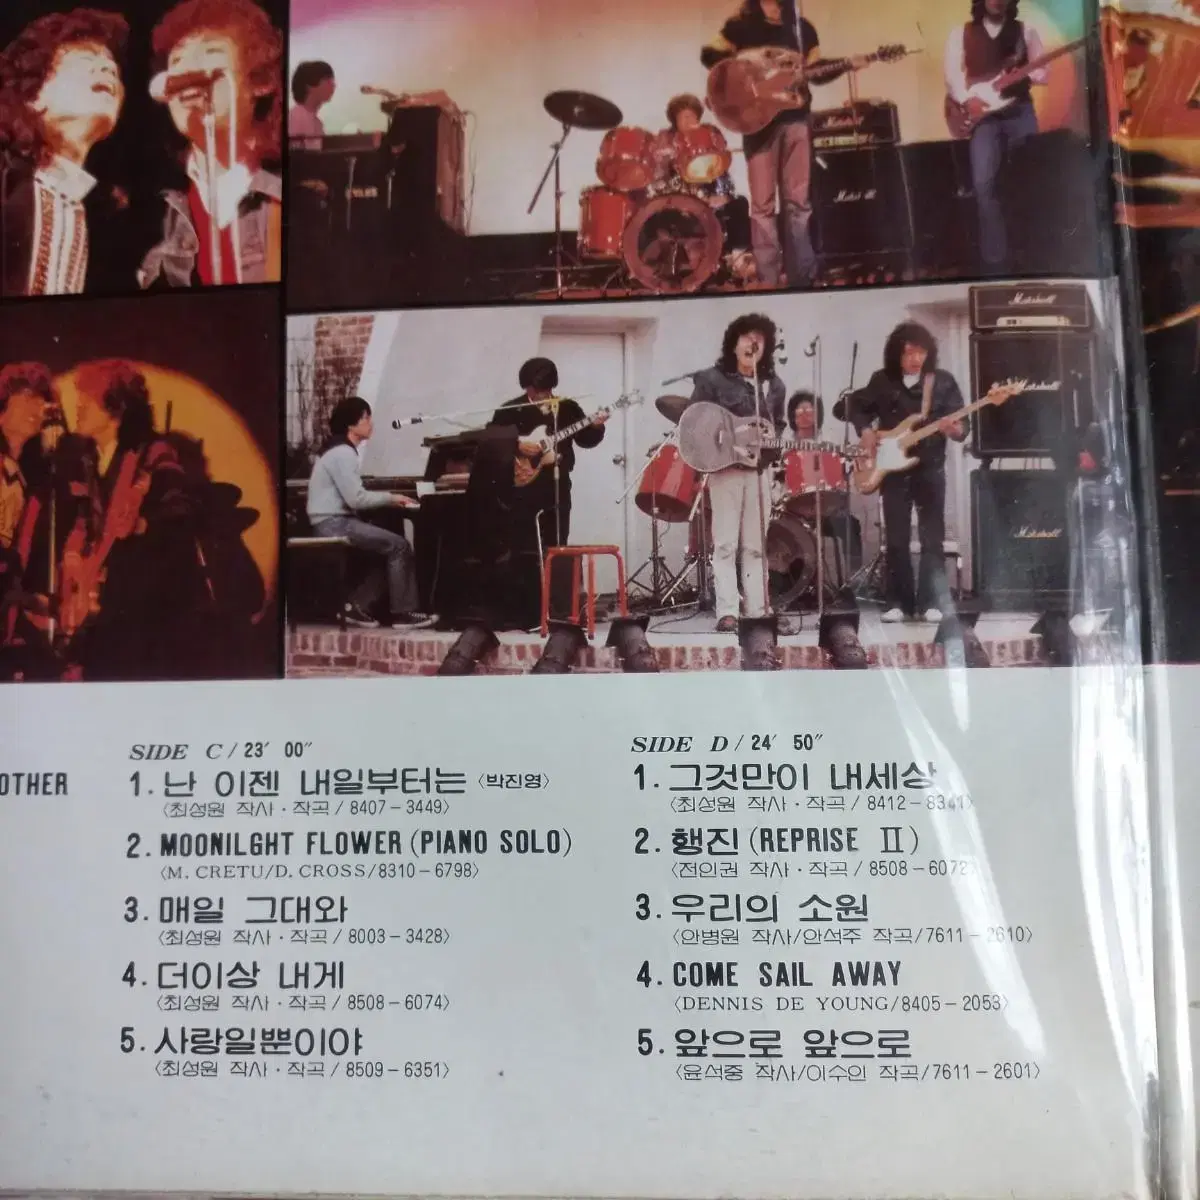 Marshall
Marshall
Marshall
Marshall
Marshall
OTHER
SIDE C / 23′ 00″
1. 난 이젠 내일부터는 〈박진영〉
〈최성원 작사 · 작곡 / 8407-3449〉
2. MOONILGHT FLOWER (PIANO SOLO)
〈M. CRETU/D. CROSS/8310-6798〉
3. 매일 그대와
〈최성원 작사 · 작곡 / 8003-3428〉
4. 더이상 내게
〈최성원 작사 · 작곡 / 8508-6074〉
5. 사랑일뿐이야
〈최성원 작사 · 작곡 / 8509-6351〉
SIDE D / 24′ 50″
1. 그것만이 내세상
〈최성원 작사 · 작곡 / 8412-8341〉
2. 행진 (REPRISE Ⅱ)
〈전인권 작사 · 작곡 / 8508-6072〉
3. 우리의 소원
〈안병원 작사/안석주 작곡/7611-2610〉
4. COME SAIL AWAY
〈DENNIS DE YOUNG/8405-2053〉
5. 앞으로 앞으로
〈윤석중 작사/이수인 작곡/7611-2601〉